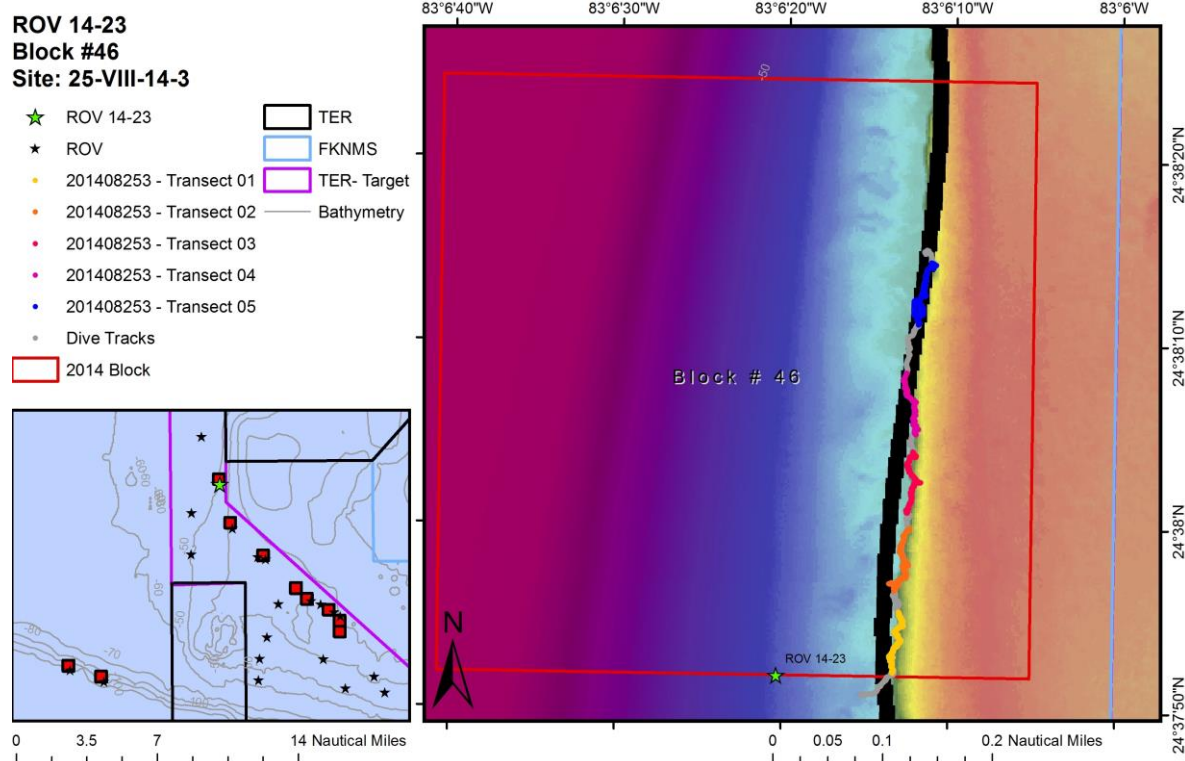 ROV 14-23
Block #46
Site: 25-VIII-14-3
ROV 14-23
ROV
201408253 - Transect 01
201408253 - Transect 02
201408253 - Transect 03
201408253 - Transect 04
201408253 - Transect 05
Dive Tracks
2014 Block
TER
FKNMS
TER- Target
Bathymetry
83°6'40"W 83°6'30"W 83°6'20"W 83°6'10"W 83°6'W
-50
Block # 46
ROV 14-23
N
24°38'20"N
24°38'10"N
24°38'N
24°37'50"N
-50
-50
-70
-80
-100
0 3.5 7 14 Nautical Miles
0 0.05 0.1 0.2 Nautical Miles